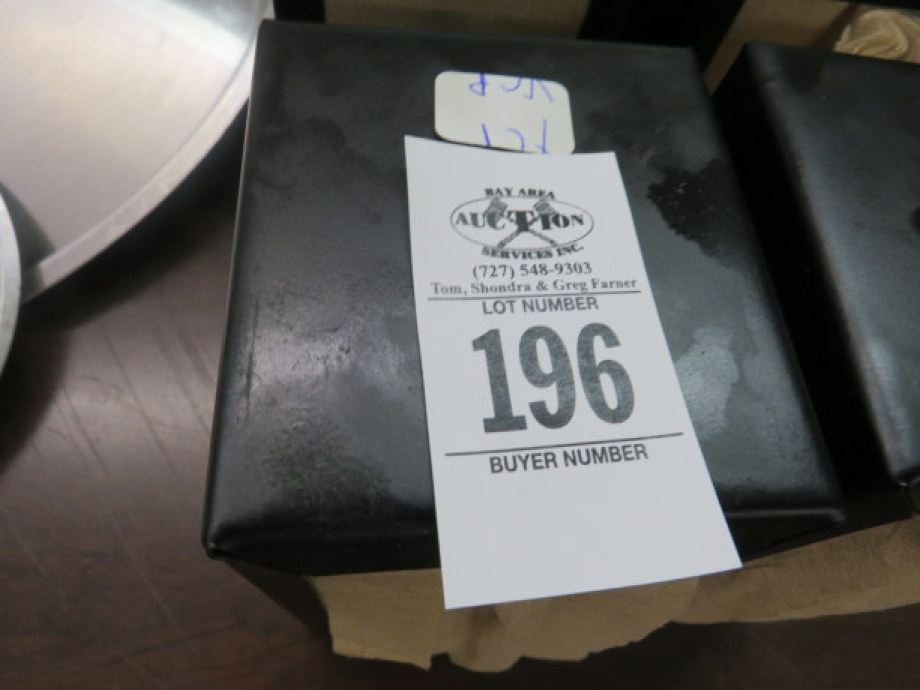 BAY AREA
AUCTION
SERVICES INC.
(727) 548-9303
Tom, Shondra & Greg Farner
LOT NUMBER
196
BUYER NUMBER